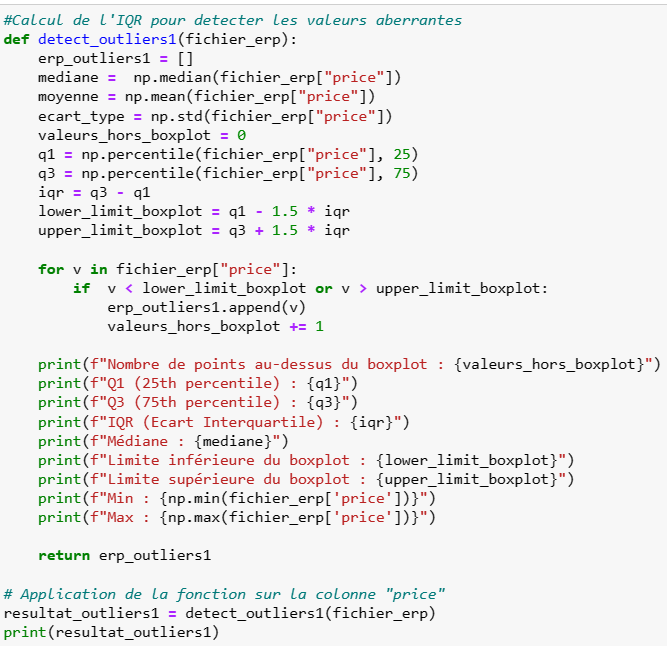 #Calcul de l'IQR pour detecter les valeurs aberrantes
def detect_outliers1(fichier_erp):
    erp_outliers1 = []
    mediane =  np.median(fichier_erp["price"])
    moyenne = np.mean(fichier_erp["price"])
    ecart_type = np.std(fichier_erp["price"])
    valeurs_hors_boxplot = 0
    q1 = np.percentile(fichier_erp["price"], 25)
    q3 = np.percentile(fichier_erp["price"], 75)
    iqr = q3 - q1
    lower_limit_boxplot = q1 - 1.5 * iqr
    upper_limit_boxplot = q3 + 1.5 * iqr

    for v in fichier_erp["price"]:
        if  v < lower_limit_boxplot or v > upper_limit_boxplot:
            erp_outliers1.append(v)
            valeurs_hors_boxplot += 1

    print(f"Nombre de points au-dessus du boxplot : {valeurs_hors_boxplot}")
    print(f"Q1 (25th percentile) : {q1}")
    print(f"Q3 (75th percentile) : {q3}")
    print(f"IQR (Ecart Interquartile) : {iqr}")
    print(f"Médiane : {mediane}")
    print(f"Limite inférieure du boxplot : {lower_limit_boxplot}")
    print(f"Limite supérieure du boxplot : {upper_limit_boxplot}")
    print(f"Min : {np.min(fichier_erp['price'])}")
    print(f"Max : {np.max(fichier_erp['price'])}")

    return erp_outliers1

# Application de la fonction sur la colonne "price"
resultat_outliers1 = detect_outliers1(fichier_erp)
print(resultat_outliers1)